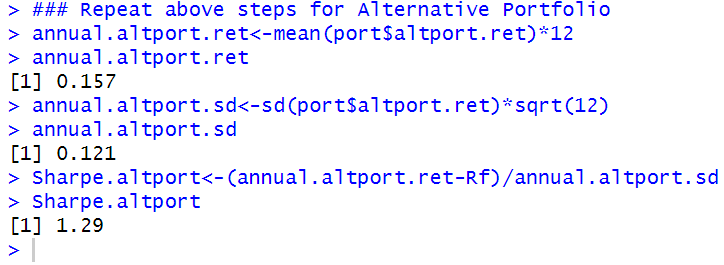 > ### Repeat above steps for Alternative Portfolio
> annual.altport.ret<-mean(port$altport.ret)*12
> annual.altport.ret
[1] 0.157
> annual.altport.sd<-sd(port$altport.ret)*sqrt(12)
> annual.altport.sd
[1] 0.121
> Sharpe.altport<-(annual.altport.ret-Rf)/annual.altport.sd
> Sharpe.altport
[1] 1.29
>